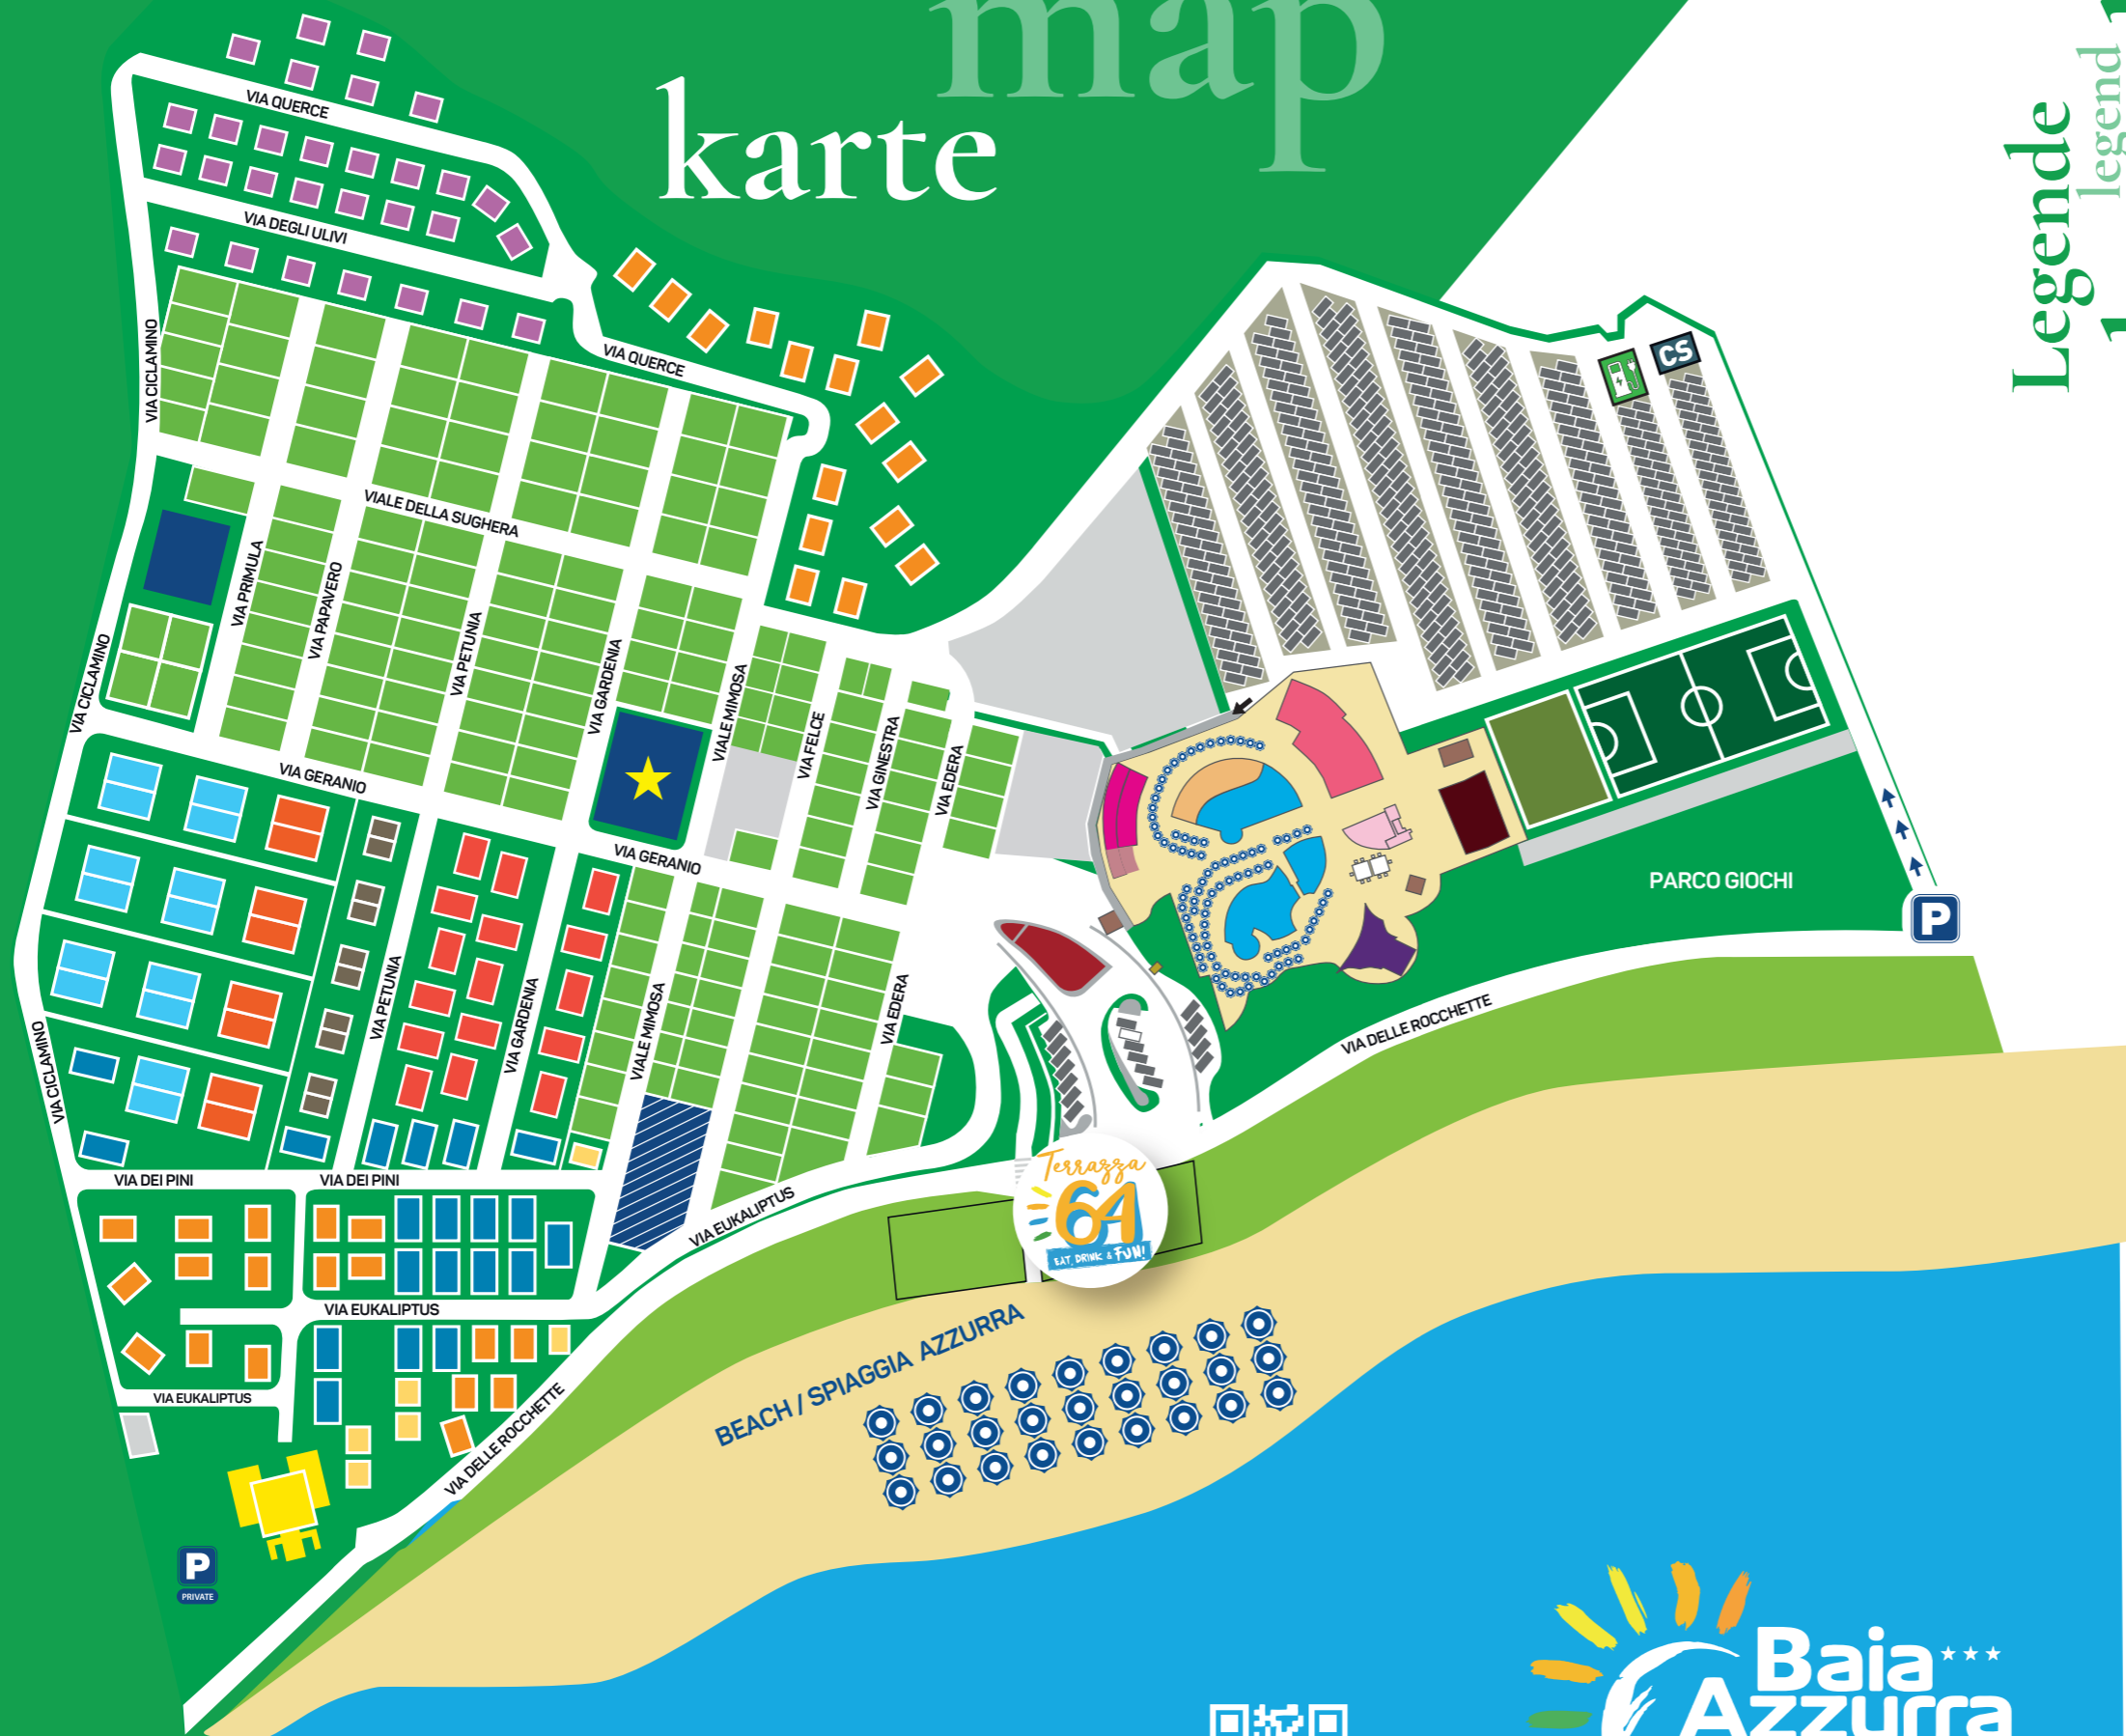 map
karte
Legende
legend
VIA QUERCE
VIA DEGLI ULIVI
VIA CICLAMINO
VIA QUERCE
CS
VIALE DELLA SUGHERA
VIA PRIMULA
VIA PAPAVERO
VIA PETUNIA
VIA GARDENIA
VIALE MIMOSA
VIA CICLAMINO
VIA FELCE
VIA GINESTRA
VIA EDERA
VIA GERANIO
VIA GERANIO
PARCO GIOCHI
P
VIA PETUNIA
VIA GARDENIA
VIALE MIMOSA
VIA EDERA
VIA CICLAMINO
VIA DELLE ROCCHETTE
VIA DEI PINI
VIA DEI PINI
VIA EUKALIPTUS
Terrazza
64
EAT, DRINK & FUN!
VIA EUKALIPTUS
VIA EUKALIPTUS
BEACH / SPIAGGIA AZZURRA
VIA DELLE ROCCHETTE
P
PRIVATE
Baia ★★★
Azzurra